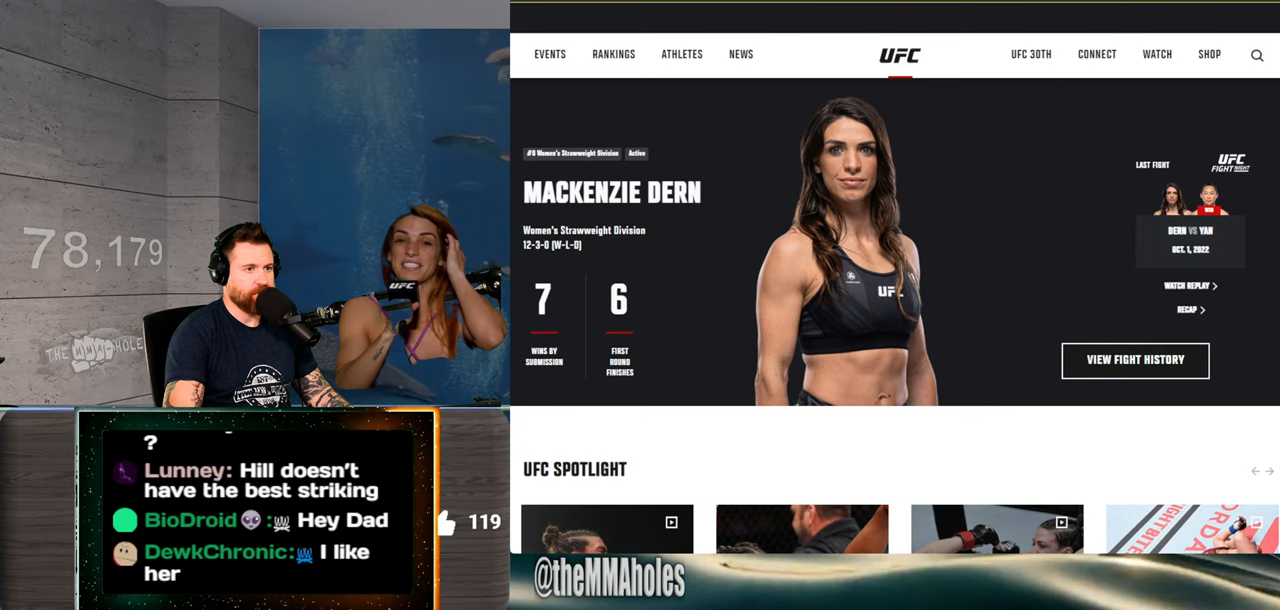 78,179
THE MMA HOLE
UFC
?
Lunney: Hill doesn't
have the best striking
BioDroid👽: Hey Dad
DewkChronic: I like
her
119
EVENTS
RANKINGS
ATHLETES
NEWS
UFC
UFC 30TH
CONNECT
WATCH
SHOP
#8 Women's Strawweight Division
Active
MACKENZIE DERN
Women's Strawweight Division
12-3-0 (W-L-D)
7
WINS BY
SUBMISSION
6
FIRST
ROUND
FINISHES
UFC
LAST FIGHT
UFC
FIGHT NIGHT
DERN VS YAN
OCT. 1, 2022
WATCH REPLAY
RECAP
VIEW FIGHT HISTORY
UFC SPOTLIGHT
@theMMAholes